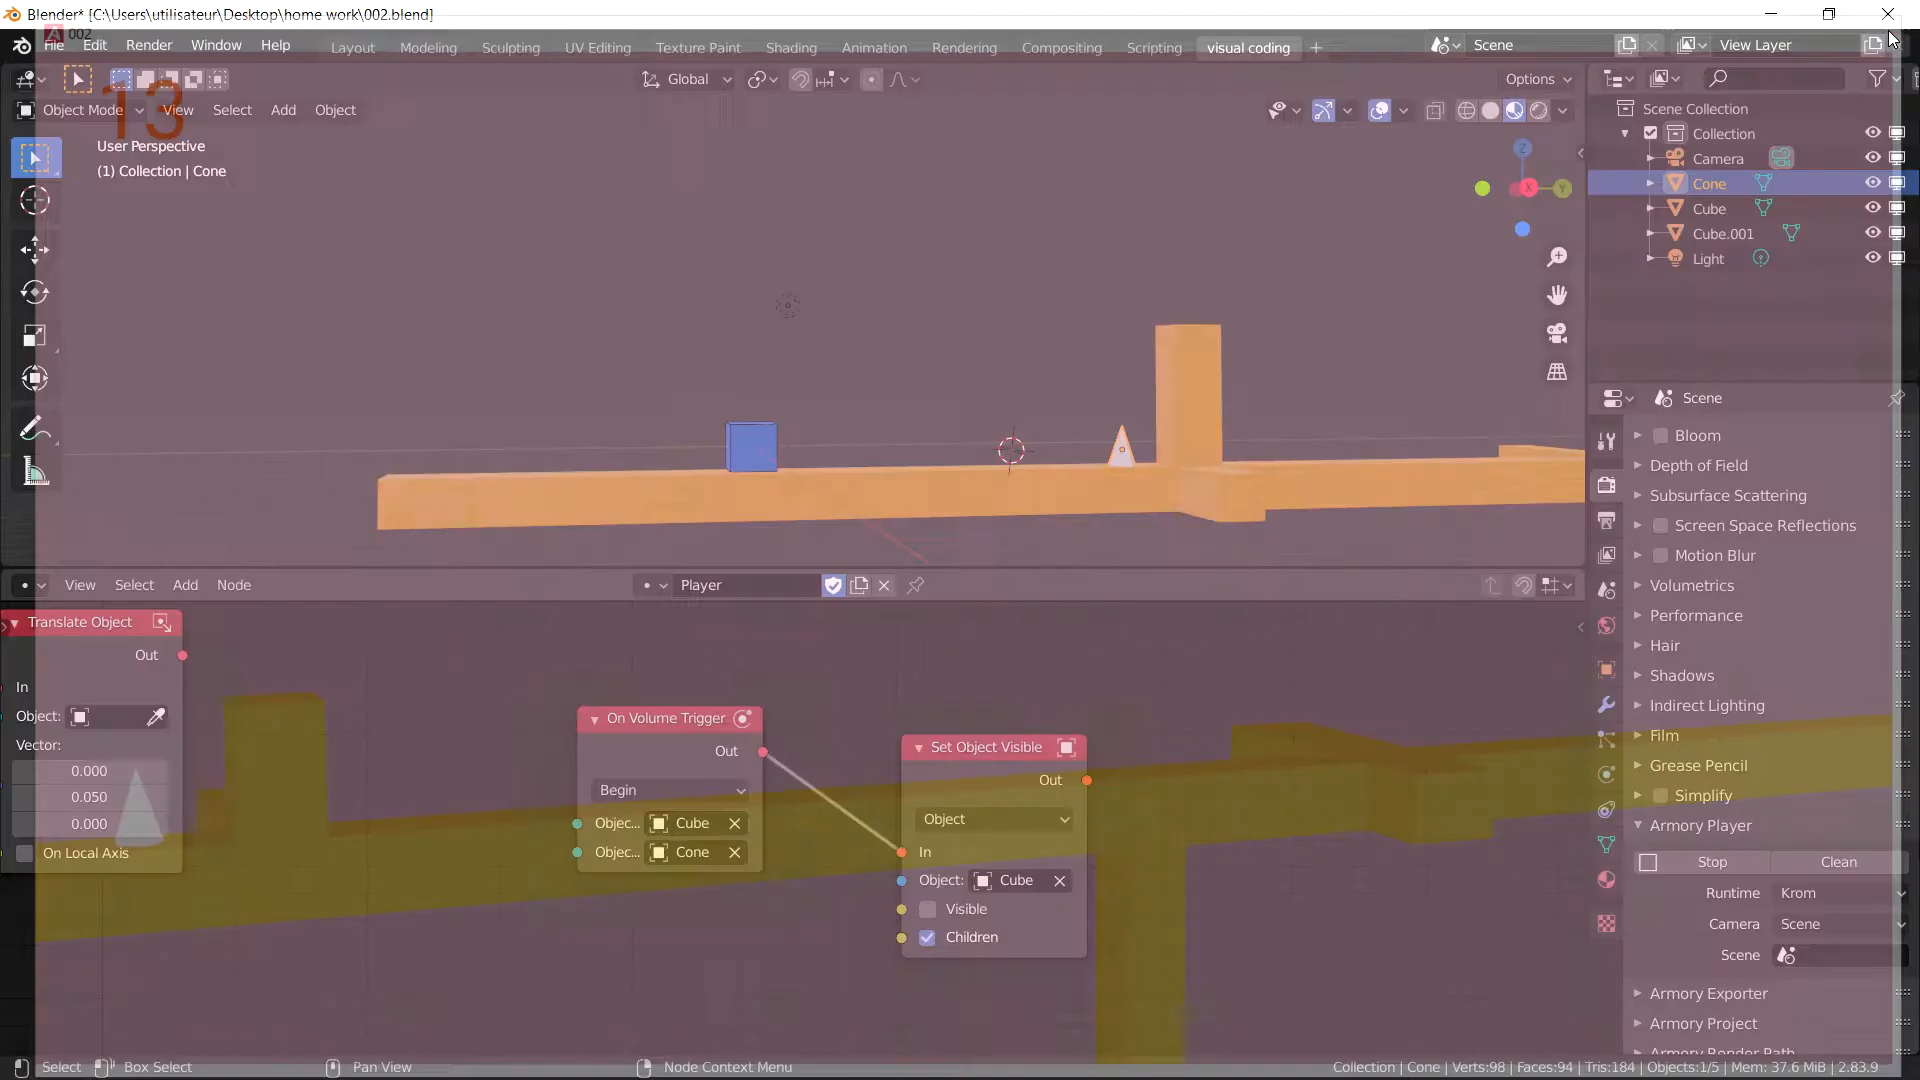 Blender* [C:\Users\utilisateur\Desktop\home work\002.blend]
002
File Edit Render Window Help Layout Modeling Sculpting UV Editing Texture Paint Shading Animation Rendering Compositing Scripting visual coding + Scene View Layer
Global Options
13
Object Mode View Select Add Object
User Perspective
(1) Collection | Cone
Z
X
Y
Scene Collection
Collection
Camera
Cone
Cube
Cube.001
Light
Scene
Bloom
Depth of Field
Subsurface Scattering
Screen Space Reflections
Motion Blur
Volumetrics
Performance
Hair
Shadows
Indirect Lighting
Film
Grease Pencil
Simplify
Armory Player
Stop Clean
Runtime Krom
Camera Scene
Scene
Armory Exporter
Armory Project
Armory Render Path
View Select Add Node Player
Translate Object
Out
In
Object:
Vector:
0.000
0.050
0.000
On Local Axis
On Volume Trigger
Out
Begin
Objec... Cube
Objec... Cone
Set Object Visible
Out
Object
In
Object: Cube
Visible
Children
Select Box Select Pan View Node Context Menu Collection | Cone | Verts:98 | Faces:94 | Tris:184 | Objects:1/5 | Mem: 37.6 MiB | 2.83.9